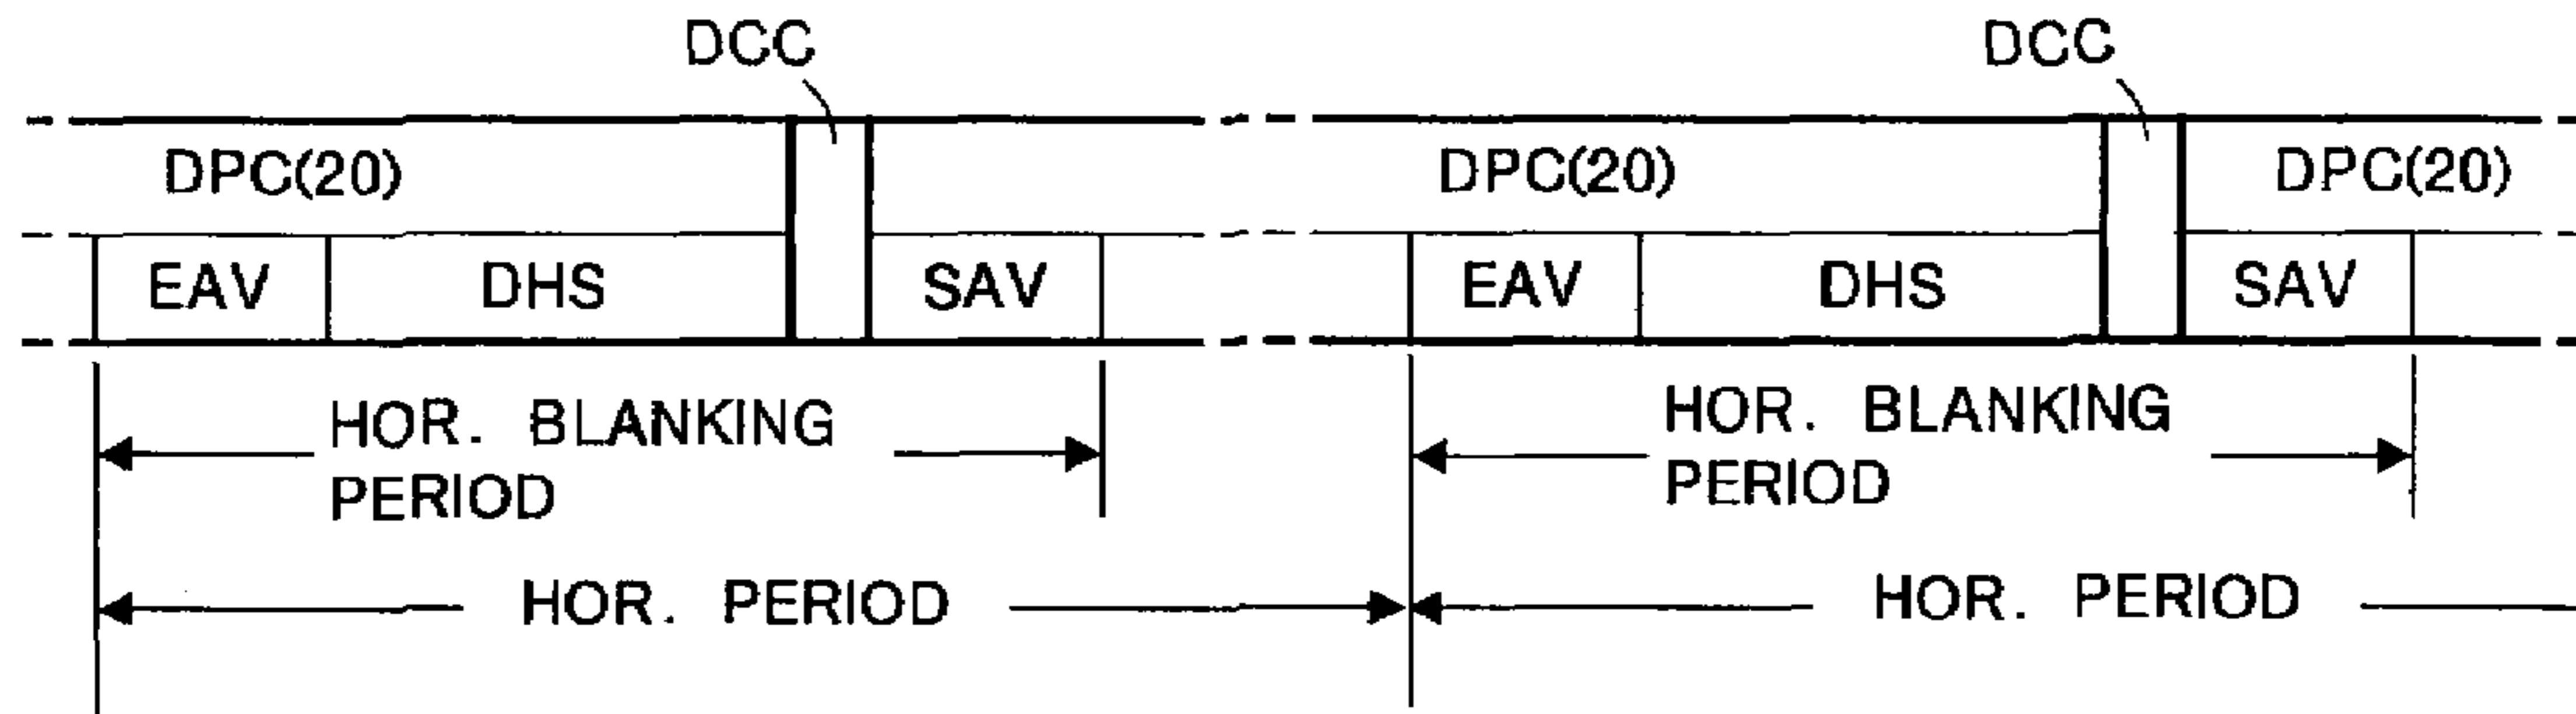 DCC DCC
DPC(20) DPC(20) DPC(20)
EAV DHS SAV EAV DHS SAV
HOR. BLANKING PERIOD
HOR. BLANKING PERIOD
HOR. PERIOD HOR. PERIOD